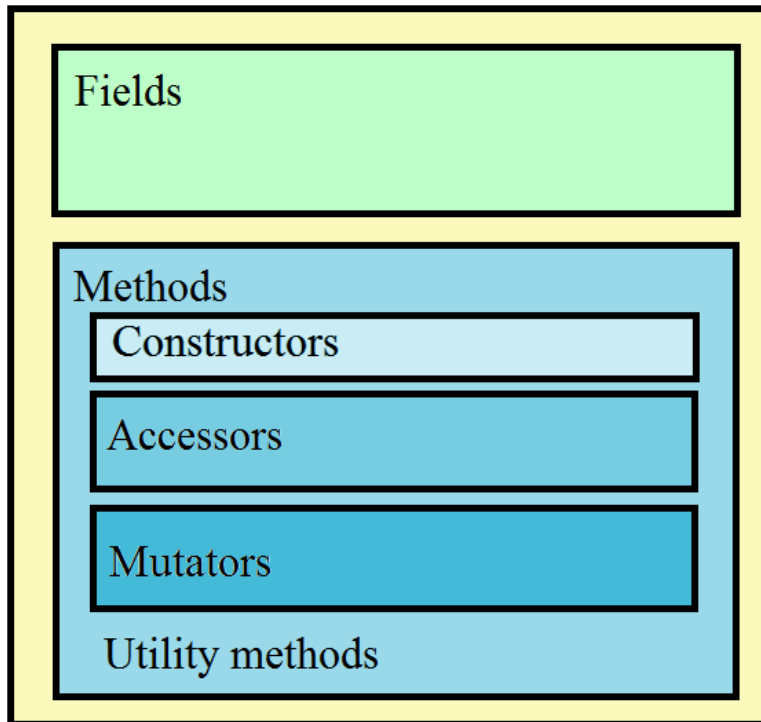 Fields
Methods
Constructors
Accessors
Mutators
Utility methods